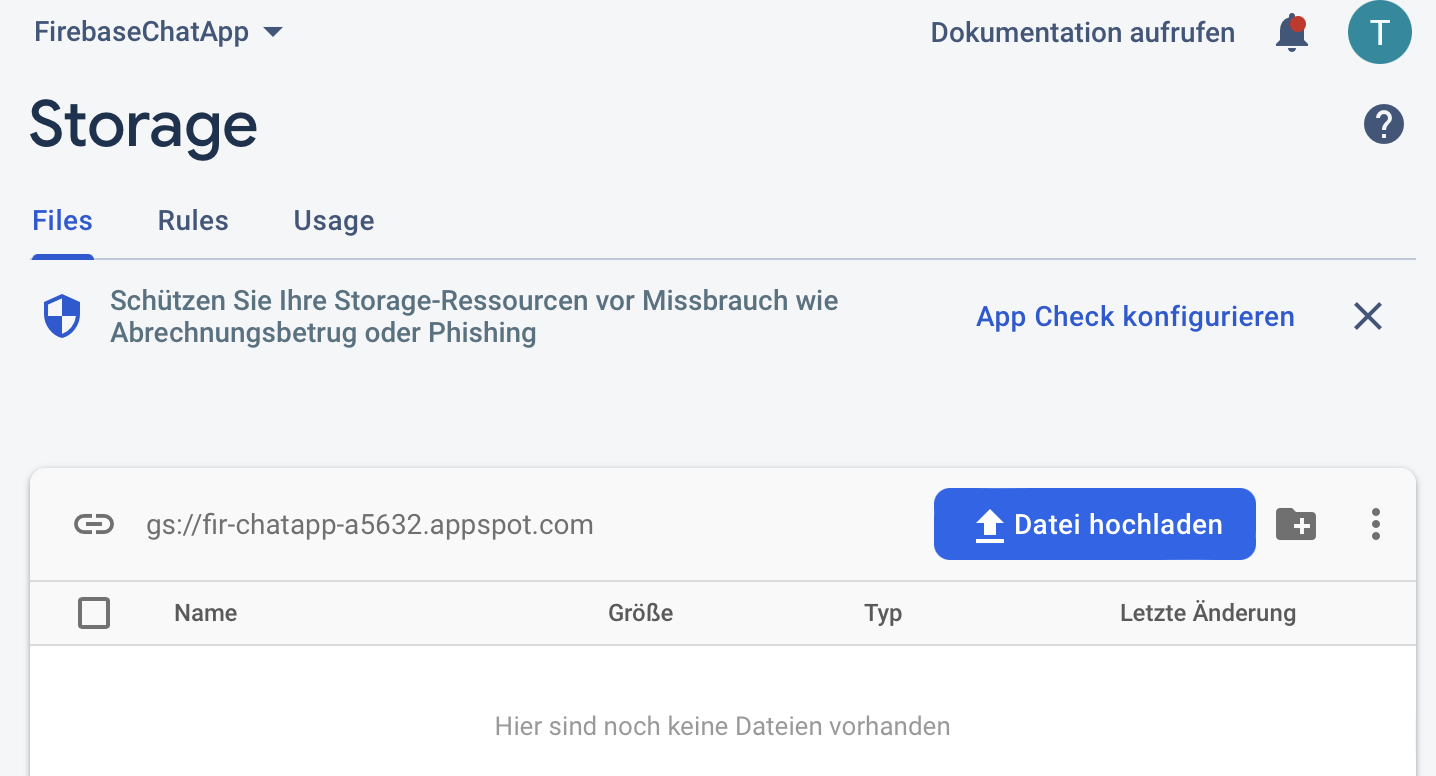 FirebaseChatApp
Dokumentation aufrufen
T
Storage
?
Files
Rules
Usage
Schützen Sie Ihre Storage-Ressourcen vor Missbrauch wie
Abrechnungsbetrug oder Phishing
App Check konfigurieren
gs://fir-chatapp-a5632.appspot.com
Datei hochladen
Name
Größe
Typ
Letzte Änderung
Hier sind noch keine Dateien vorhanden